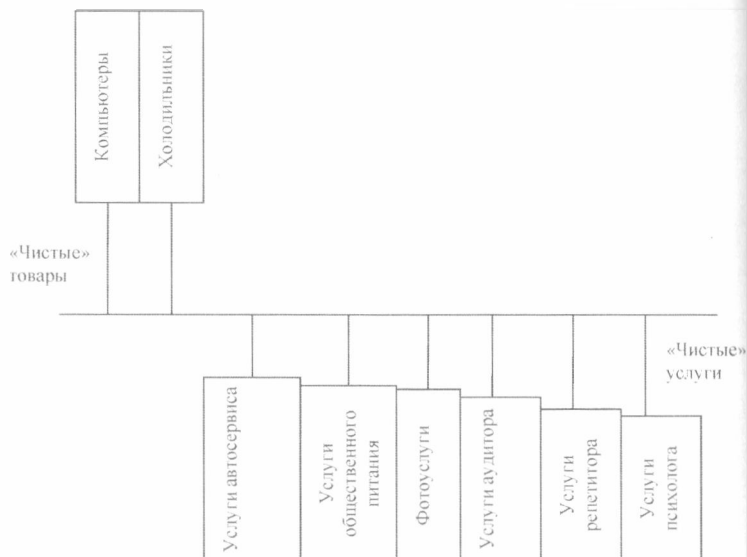 Компьютеры
Холодильники
«Чистые»
товары
«Чистые»
услуги
Услуги автосервиса
Услуги
общественного
питания
Фотоуслуги
Услуги аудитора
Услуги
репетитора
Услуги
психолога